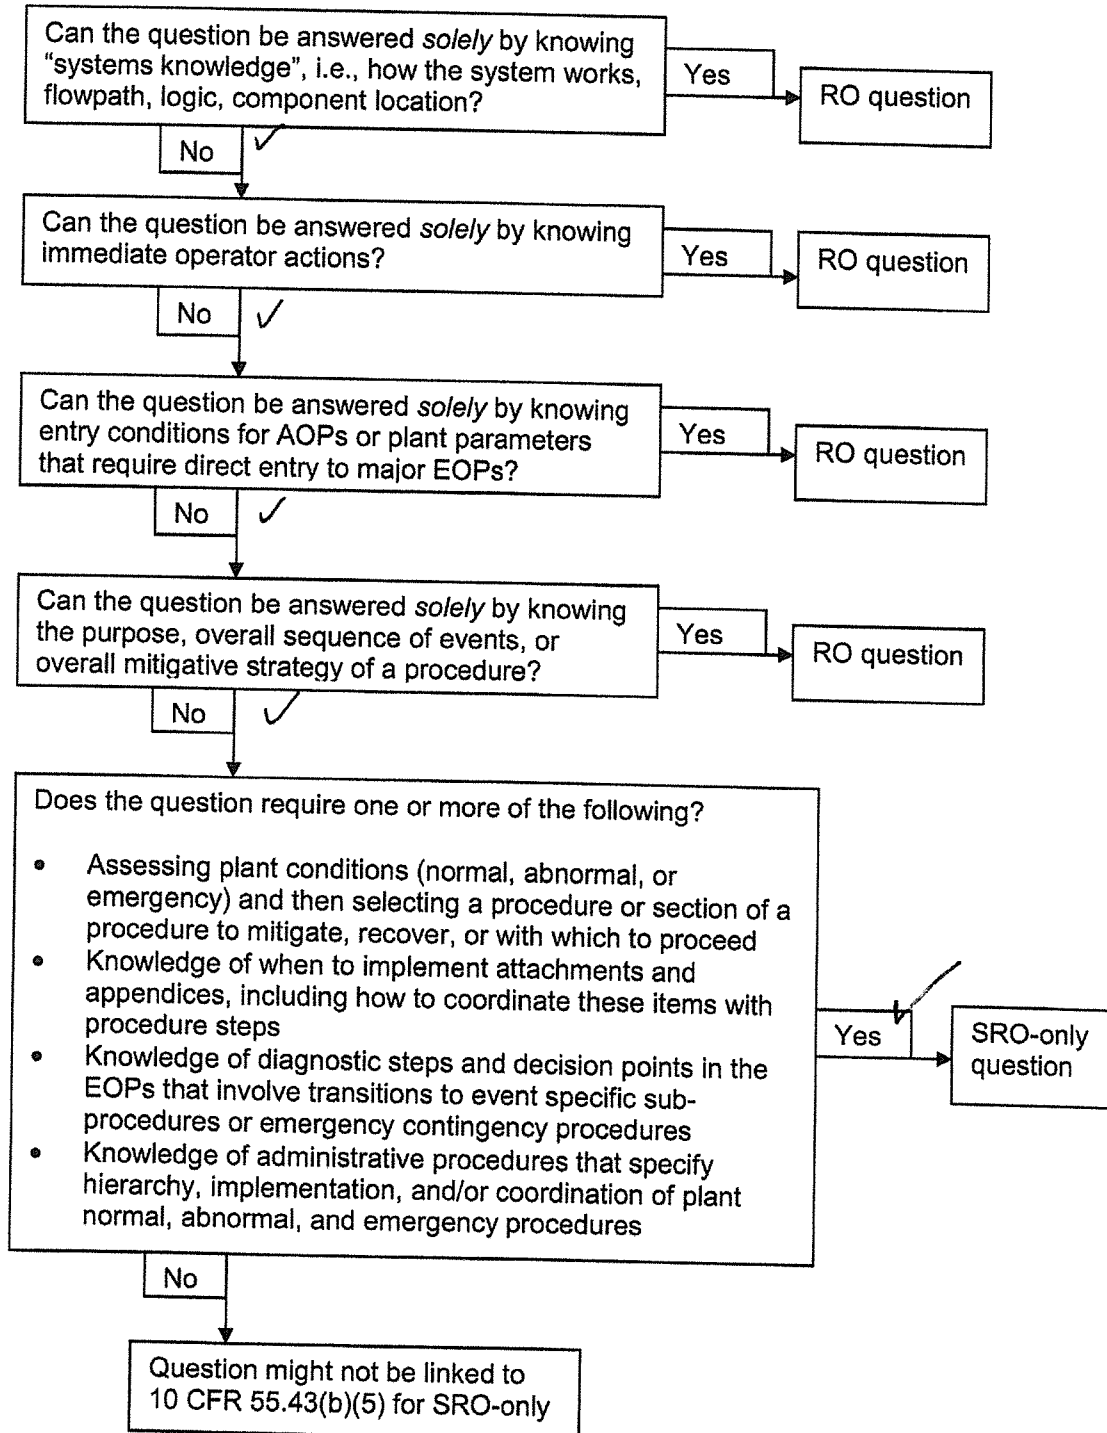 Can the question be answered solely by knowing
“systems knowledge”, i.e., how the system works,
flowpath, logic, component location?
Yes
RO question
No
Can the question be answered solely by knowing
immediate operator actions?
Yes
RO question
No
Can the question be answered solely by knowing
entry conditions for AOPs or plant parameters
that require direct entry to major EOPs?
Yes
RO question
No
Can the question be answered solely by knowing
the purpose, overall sequence of events, or
overall mitigative strategy of a procedure?
Yes
RO question
No
Does the question require one or more of the following?
• Assessing plant conditions (normal, abnormal, or
emergency) and then selecting a procedure or section of a
procedure to mitigate, recover, or with which to proceed
• Knowledge of when to implement attachments and
appendices, including how to coordinate these items with
procedure steps
• Knowledge of diagnostic steps and decision points in the
EOPs that involve transitions to event specific sub-
procedures or emergency contingency procedures
• Knowledge of administrative procedures that specify
hierarchy, implementation, and/or coordination of plant
normal, abnormal, and emergency procedures
Yes
SRO-only
question
No
Question might not be linked to
10 CFR 55.43(b)(5) for SRO-only